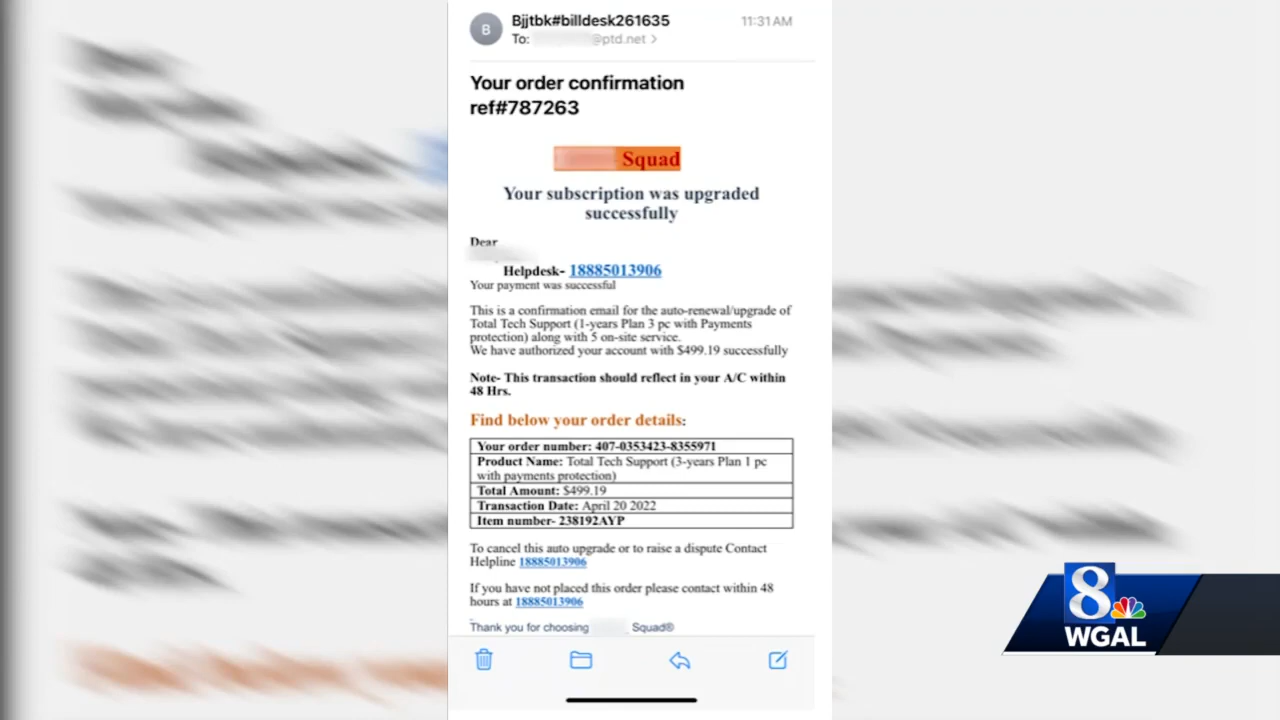 B
Bjjtbk#billdesk261635
11:31AM
To: @ptd.net >
Your order confirmation
ref#787263
Squad
Your subscription was upgraded
successfully
Dear
Helpdesk- 18885013906
Your payment was successful
This is a confirmation email for the auto-renewal/upgrade of
Total Tech Support (1-years Plan 3 pc with Payments
protection) along with 5 on-site service.
We have authorized your account with $499.19 successfully
Note- This transaction should reflect in your A/C within
48 Hrs.
Find below your order details:
Your order number: 407-0353423-8355971
Product Name: Total Tech Support (3-years Plan 1 pc
with payments protection)
Total Amount: $499.19
Transaction Date: April 20 2022
Item number- 238192AYP
To cancel this auto upgrade or to raise a dispute Contact
Helpline 18885013906
If you have not placed this order please contact within 48
hours at 18885013906
Thank you for choosing Squad®
8
WGAL